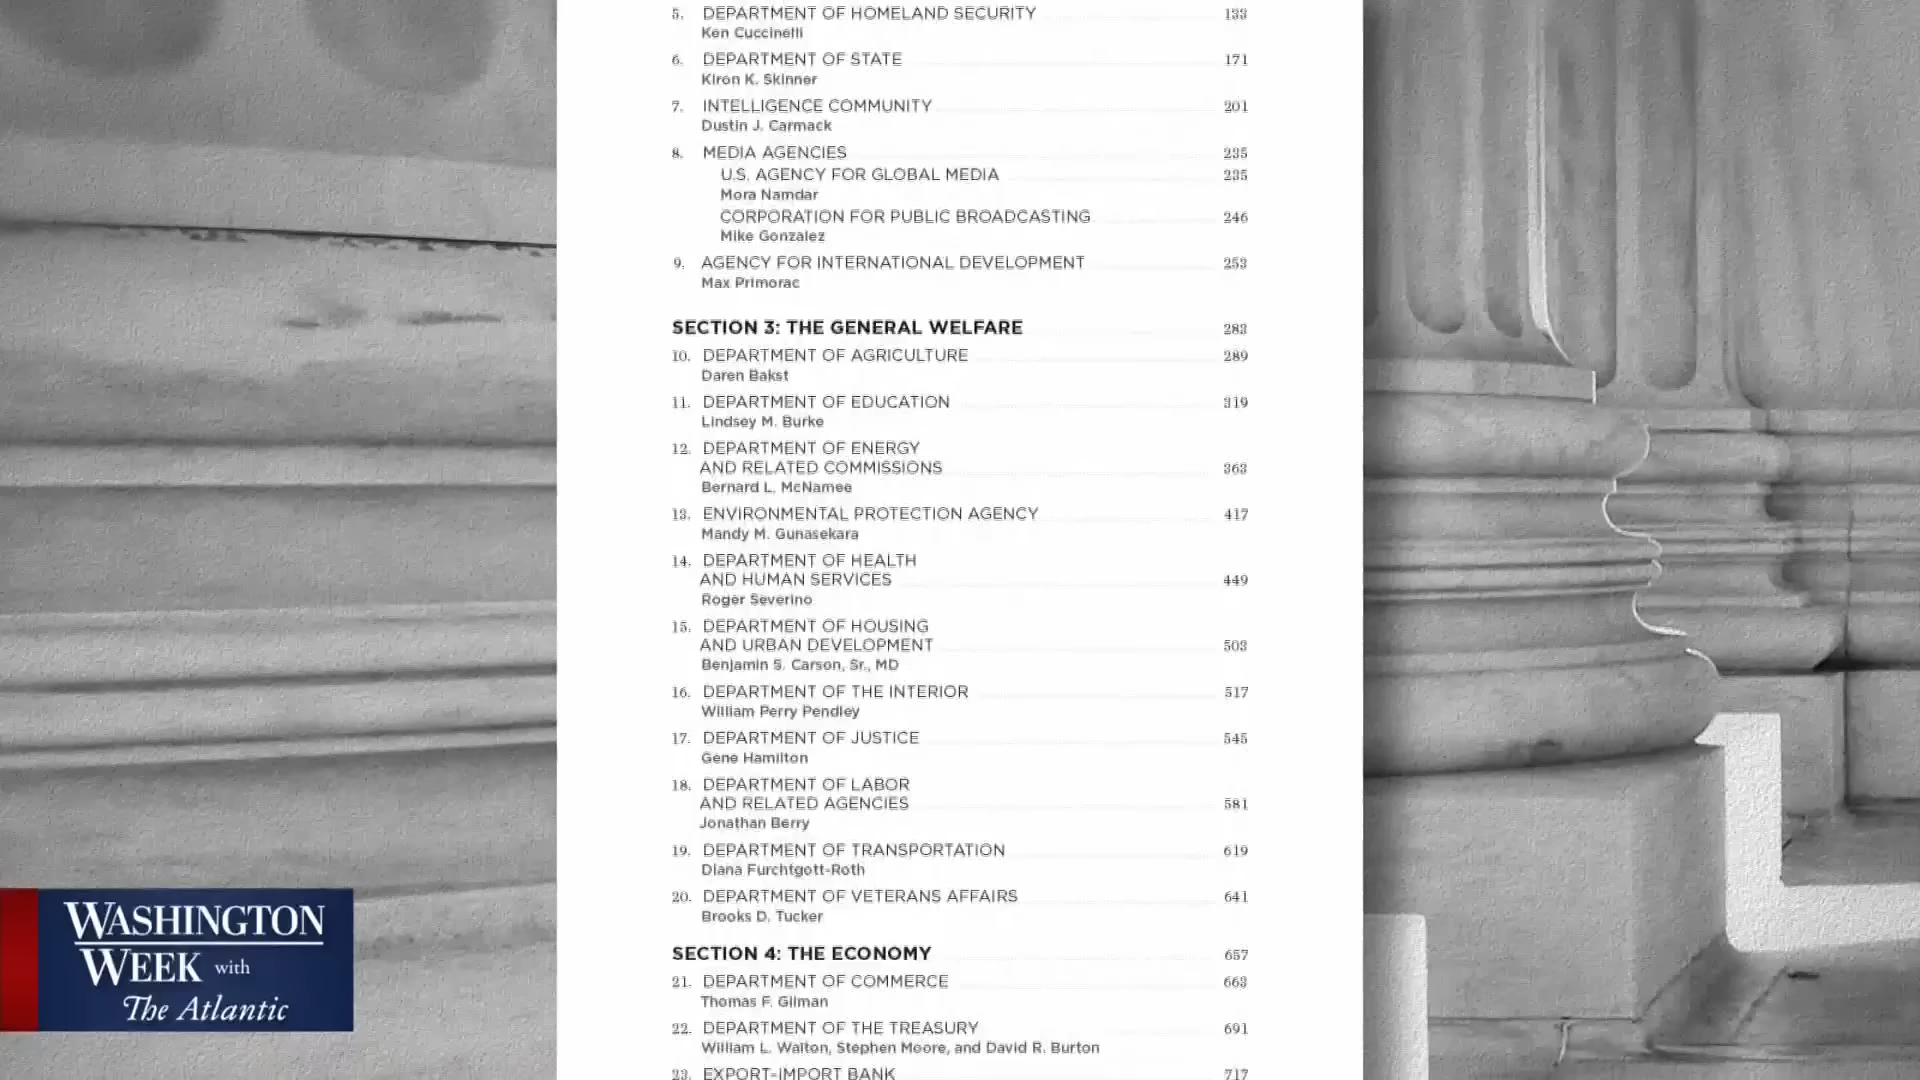 5. DEPARTMENT OF HOMELAND SECURITY 133
Ken Cuccinelli
6. DEPARTMENT OF STATE 171
Kiron K. Skinner
7. INTELLIGENCE COMMUNITY 201
Dustin J. Carmack
8. MEDIA AGENCIES 235
U.S. AGENCY FOR GLOBAL MEDIA 235
Mora Namdar
CORPORATION FOR PUBLIC BROADCASTING 246
Mike Gonzalez
9. AGENCY FOR INTERNATIONAL DEVELOPMENT 253
Max Primorac
SECTION 3: THE GENERAL WELFARE 283
10. DEPARTMENT OF AGRICULTURE 289
Daren Bakst
11. DEPARTMENT OF EDUCATION 319
Lindsey M. Burke
12. DEPARTMENT OF ENERGY
AND RELATED COMMISSIONS 363
Bernard L. McNamee
13. ENVIRONMENTAL PROTECTION AGENCY 417
Mandy M. Gunasekara
14. DEPARTMENT OF HEALTH
AND HUMAN SERVICES 449
Roger Severino
15. DEPARTMENT OF HOUSING
AND URBAN DEVELOPMENT 503
Benjamin S. Carson, Sr., MD
16. DEPARTMENT OF THE INTERIOR 517
William Perry Pendley
17. DEPARTMENT OF JUSTICE 545
Gene Hamilton
18. DEPARTMENT OF LABOR
AND RELATED AGENCIES 581
Jonathan Berry
19. DEPARTMENT OF TRANSPORTATION 619
Diana Furchtgott-Roth
20. DEPARTMENT OF VETERANS AFFAIRS 641
Brooks D. Tucker
SECTION 4: THE ECONOMY 657
21. DEPARTMENT OF COMMERCE 663
Thomas F. Gilman
22. DEPARTMENT OF THE TREASURY 691
William L. Walton, Stephen Moore, and David R. Burton
23. EXPORT-IMPORT BANK 717
WASHINGTON
WEEK with
The Atlantic